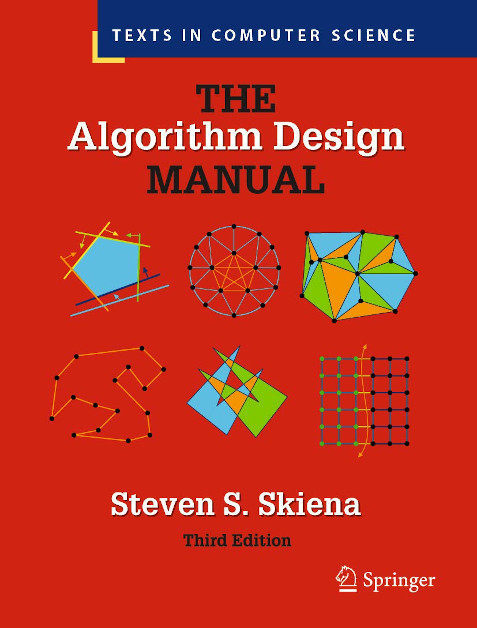 TEXTS IN COMPUTER SCIENCE
THE
Algorithm Design
MANUAL
Steven S. Skiena
Third Edition
Springer